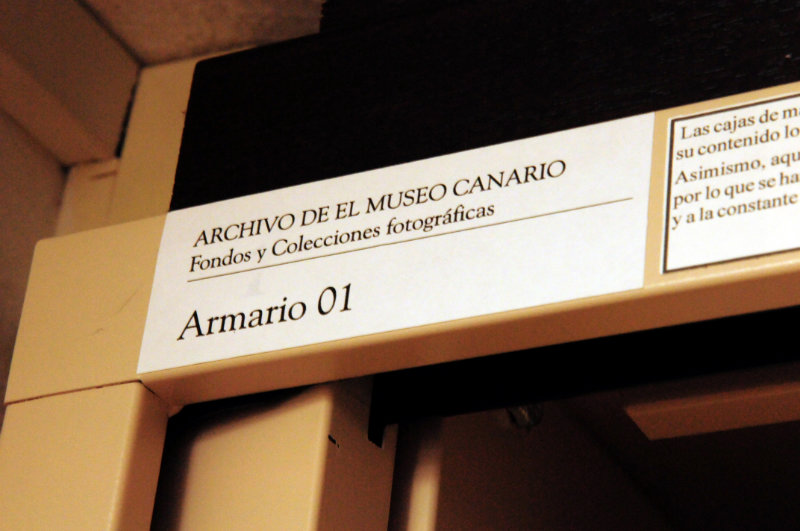 ARCHIVO DE EL MUSEO CANARIO
Fondos y Colecciones fotográficas
Armario 01
Las cajas de
su contenido
Asimismo,
por lo que se
y a la constante